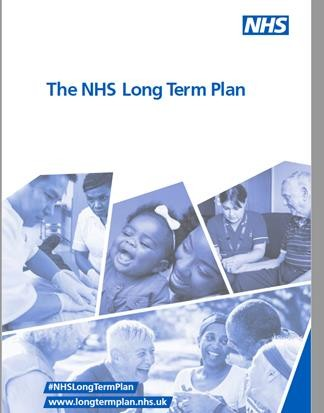 NHS
The NHS Long Term Plan
#NHSLongTermPlan
www.longtermplan.nhs.uk